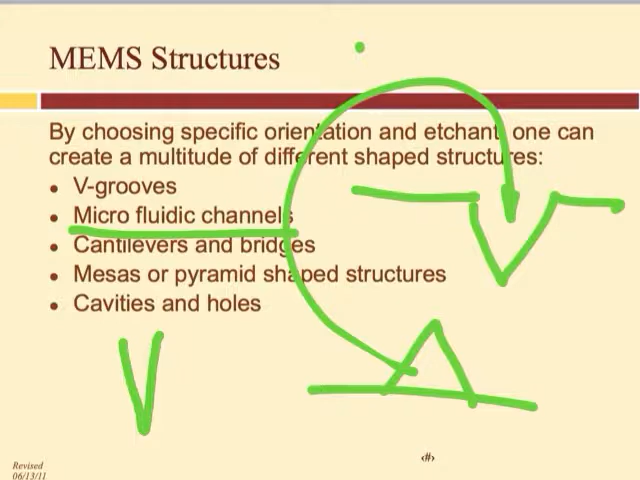 MEMS Structures
By choosing specific orientation and etchant, one can
create a multitude of different shaped structures:
• V-grooves
• Micro fluidic channels
• Cantilevers and bridges
• Mesas or pyramid shaped structures
• Cavities and holes
V
Revised
06/13/11
‹#›